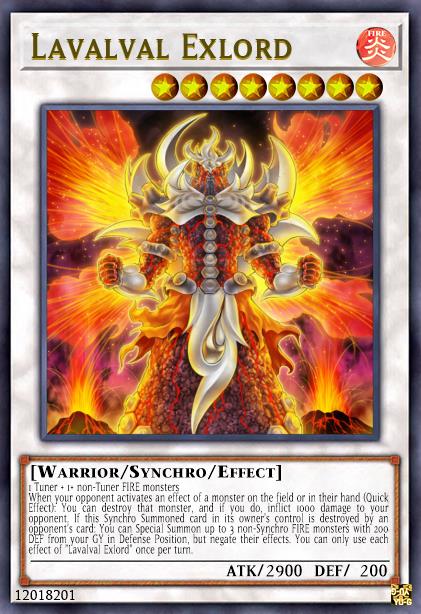 Lavalval Exlord
FIRE
炎
[Warrior/Synchro/Effect]
1 Tuner + 1+ non-Tuner FIRE monsters
When your opponent activates an effect of a monster on the field or in their hand (Quick
Effect): You can destroy that monster, and if you do, inflict 1000 damage to your
opponent. If this Synchro Summoned card in its owner's control is destroyed by an
opponent's card: You can Special Summon up to 3 non-Synchro FIRE monsters with 200
DEF from your GY in Defense Position, but negate their effects. You can only use each
effect of "Lavalval Exlord" once per turn.
ATK/2900 DEF/ 200
12018201